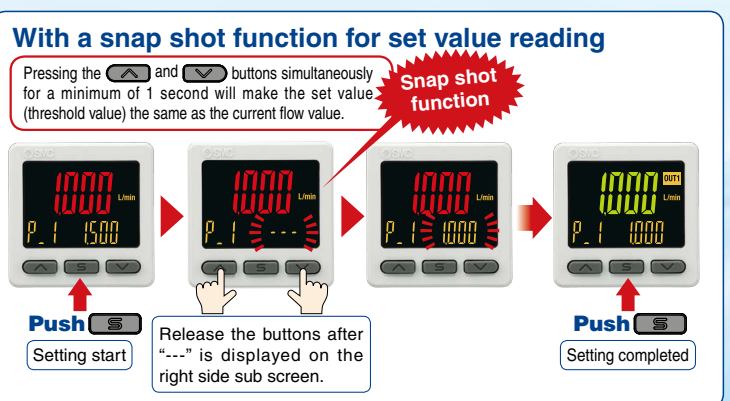 With a snap shot function for set value reading
Pressing the and buttons simultaneously
for a minimum of 1 second will make the set value
(threshold value) the same as the current flow value.
Snap shot
function
SMC
1.000
L/min
P_1 1.500
S
SMC
1.000
L/min
P_1 ---
S
SMC
1.000
L/min
P_1 1.000
S
SMC
OUT1
1.000
L/min
P_1 1.000
S
Push S
Setting start
Release the buttons after
“---” is displayed on the
right side sub screen.
Push S
Setting completed